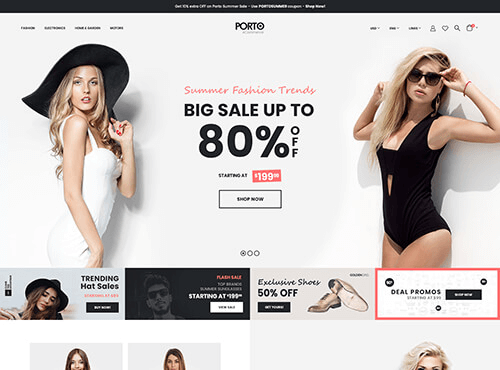 Get 10% extra OFF on Porto Summer Sale - Use PORTOSUMMER coupon - Shop Now!
FASHION ELECTRONICS HOME & GARDEN MOTORS
PORTO
USD ENG LINKS
Summer Fashion Trends
BIG SALE UP TO
80% OFF
STARTING AT $199.99
SHOP NOW
TRENDING
Hat Sales
STARTING AT $99
BUY NOW!
FLASH SALE
TOP BRANDS
SUMMER SUNGLASSES
STARTING AT $199.99
VIEW SALE
Exclusive Shoes
50% OFF
GET YOURS!
DEAL PROMOS
STARTING AT $99
SHOP NOW